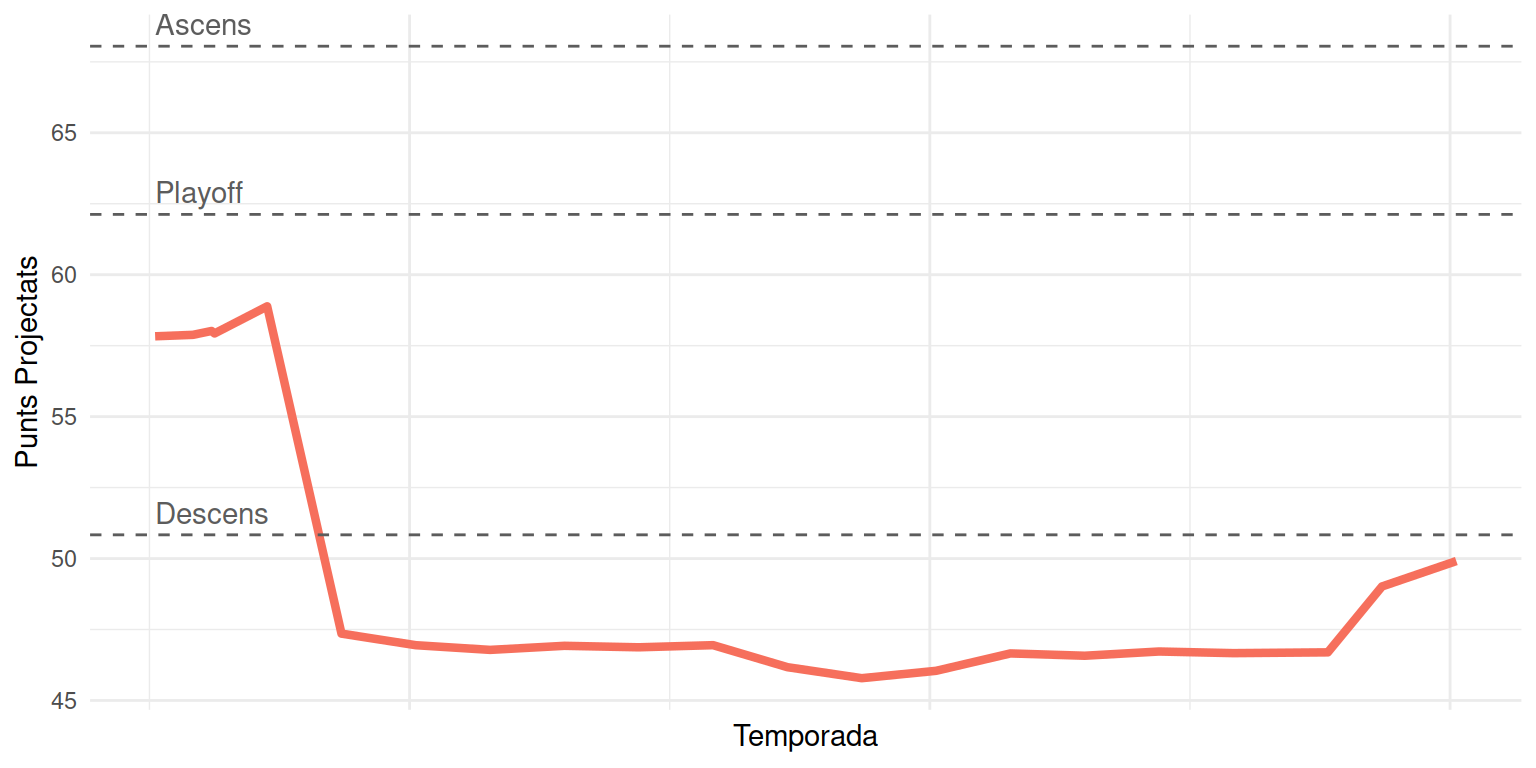 Ascens
65
Playoff
60
Punts Projectats
55
Descens
50
45
Temporada